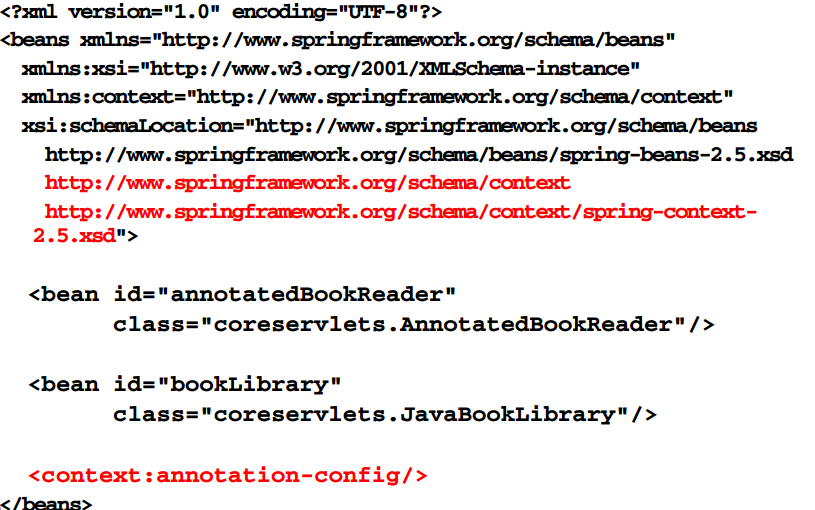 <?xml version="1.0" encoding="UTF-8"?>
<beans xmlns="http://www.springframework.org/schema/beans"
xmlns:xsi="http://www.w3.org/2001/XMLSchema-instance"
xmlns:context="http://www.springframework.org/schema/context"
xsi:schemaLocation="http://www.springframework.org/schema/beans
http://www.springframework.org/schema/beans/spring-beans-2.5.xsd
http://www.springframework.org/schema/context
http://www.springframework.org/schema/context/spring-context-
2.5.xsd">
<bean id="annotatedBookReader"
class="coreservlets.AnnotatedBookReader"/>
<bean id="bookLibrary"
class="coreservlets.JavaBookLibrary"/>
<context:annotation-config/>
</beans>